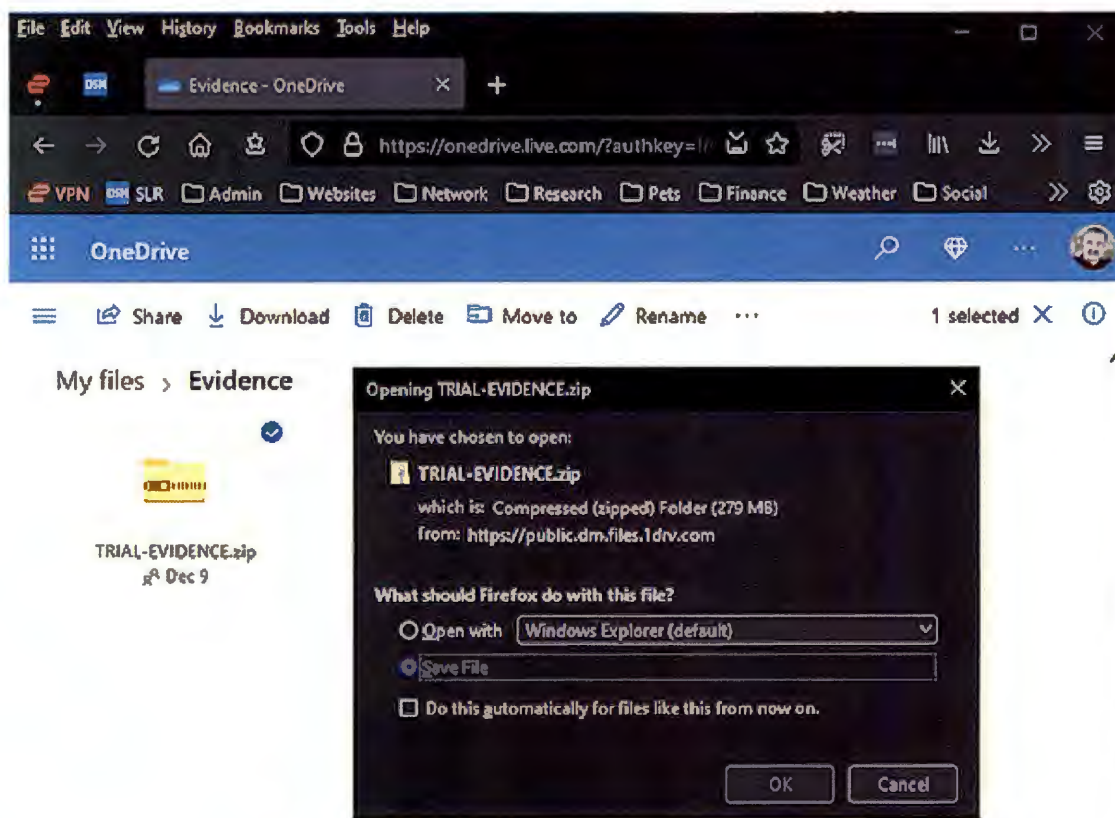 File Edit View History Bookmarks Tools Help
DSM Evidence - OneDrive
https://onedrive.live.com/?authkey=
VPN DSM SLR Admin Websites Network Research Pets Finance Weather Social
OneDrive
Share Download Delete Move to Rename ... 1 selected
My files > Evidence
TRIAL-EVIDENCE.zip
Dec 9
Opening TRIAL-EVIDENCE.zip
You have chosen to open:
TRIAL-EVIDENCE.zip
which is: Compressed (zipped) Folder (279 MB)
from: https://public.dm.files.1drv.com
What should Firefox do with this file?
Open with Windows Explorer (default)
Save File
Do this automatically for files like this from now on.
OK Cancel